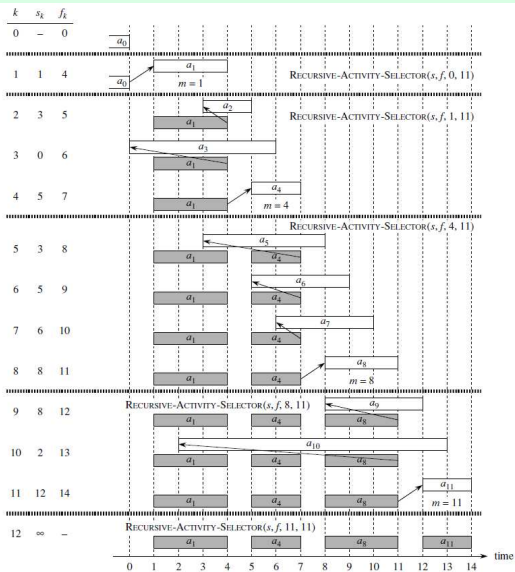 k s_k f_k
0 – 0
a_0
1 1 4
a_1
a_0
m = 1
RECURSIVE-ACTIVITY-SELECTOR(s, f, 0, 11)
2 3 5
a_2
RECURSIVE-ACTIVITY-SELECTOR(s, f, 1, 11)
a_1
3 0 6
a_3
a_1
4 5 7
a_4
a_1
m = 4
RECURSIVE-ACTIVITY-SELECTOR(s, f, 4, 11)
5 3 8
a_5
a_1 a_4
6 5 9
a_6
a_1 a_4
7 6 10
a_7
a_1 a_4
8 8 11
a_8
a_1 a_4
m = 8
RECURSIVE-ACTIVITY-SELECTOR(s, f, 8, 11)
9 8 12
a_9
a_1 a_4 a_8
10 2 13
a_10
a_1 a_4 a_8
11 12 14
a_11
a_1 a_4 a_8
m = 11
RECURSIVE-ACTIVITY-SELECTOR(s, f, 11, 11)
12 ∞ –
a_1 a_4 a_8 a_11
time
0 1 2 3 4 5 6 7 8 9 10 11 12 13 14